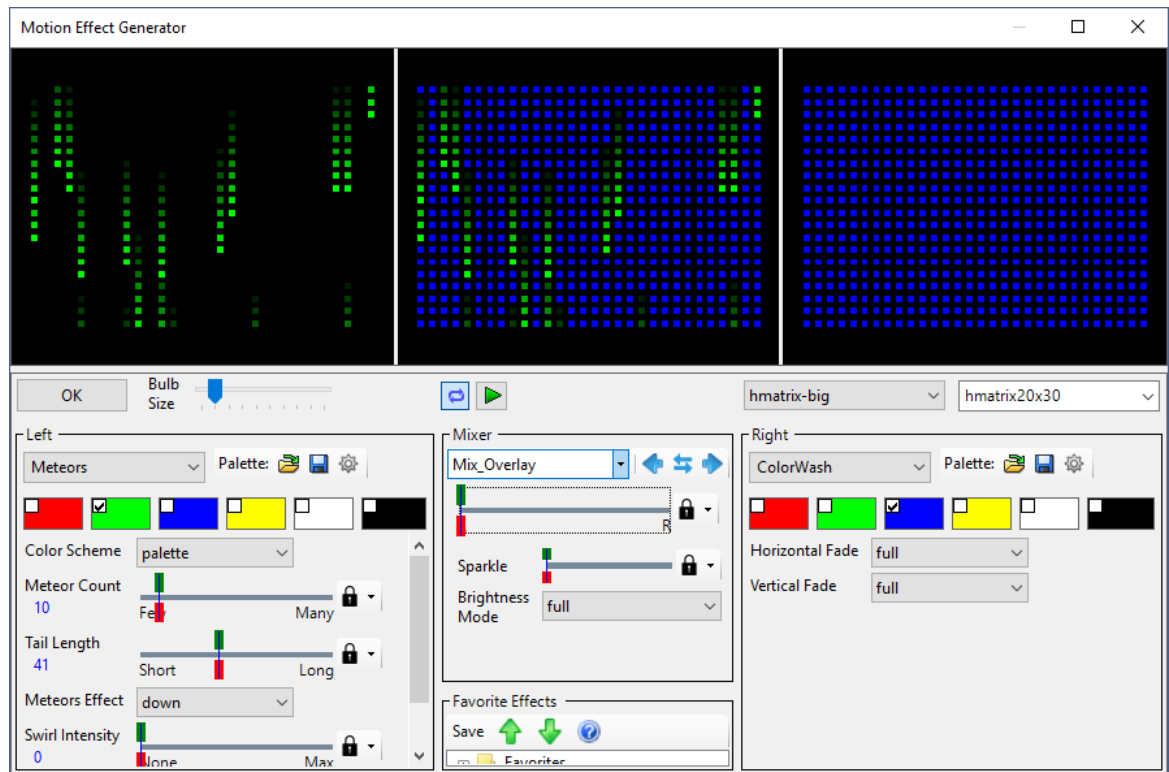 Motion Effect Generator
OK
Bulb
Size
hmatrix-big
hmatrix20x30
Left
Meteors
Palette:
Color Scheme
palette
Meteor Count
10
Few
Many
Tail Length
41
Short
Long
Meteors Effect
down
Swirl Intensity
0
None
Max
Mixer
Mix_Overlay
R
Sparkle
Brightness
Mode
full
Favorite Effects
Save
Favorites
Right
ColorWash
Palette:
Horizontal Fade
full
Vertical Fade
full